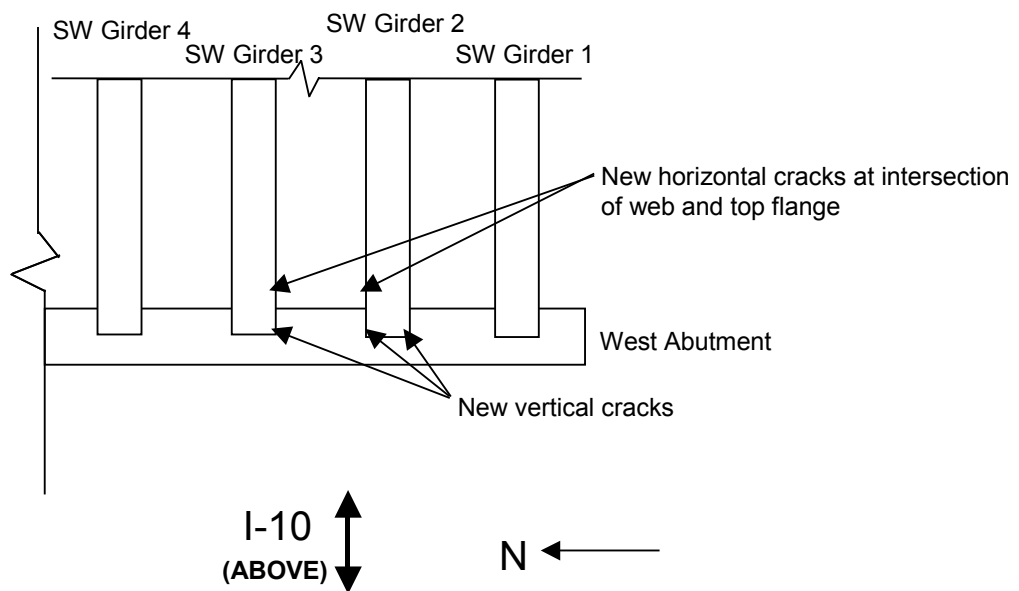 SW Girder 4
SW Girder 3
SW Girder 2
SW Girder 1
New horizontal cracks at intersection
of web and top flange
West Abutment
New vertical cracks
I-10
(ABOVE)
N